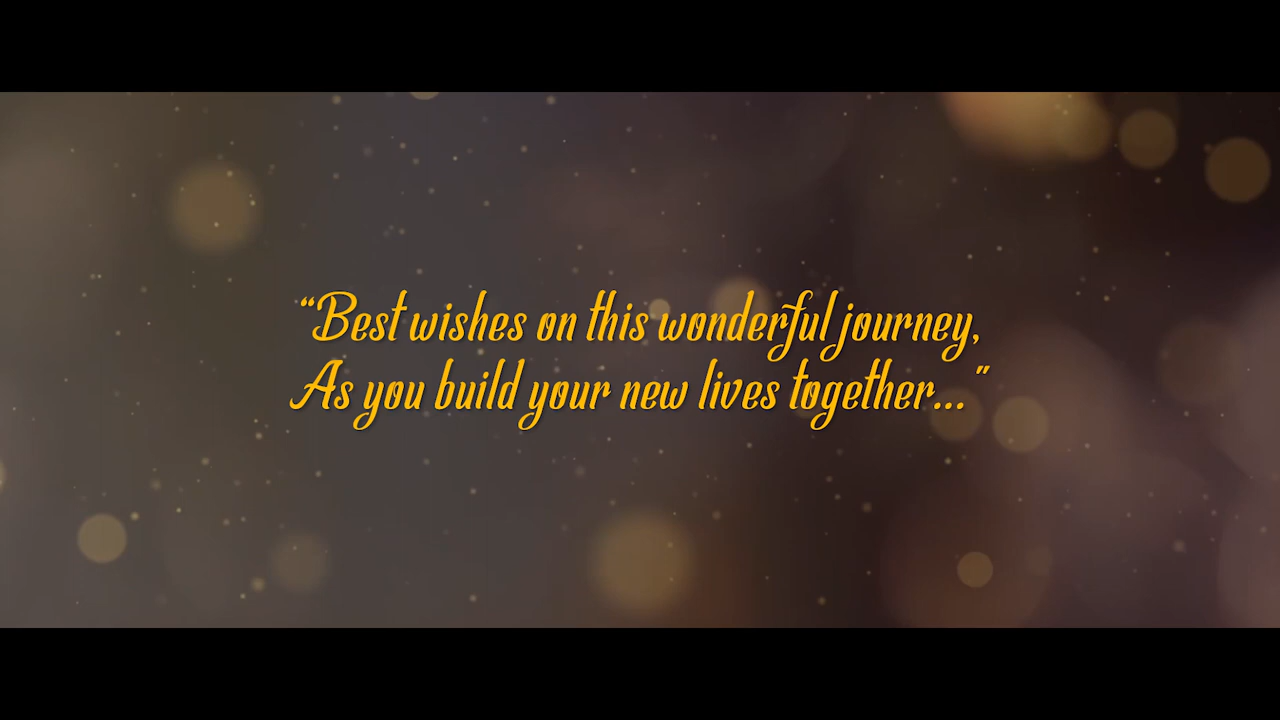 “Best wishes on this wonderful journey,
As you build your new lives together... ”